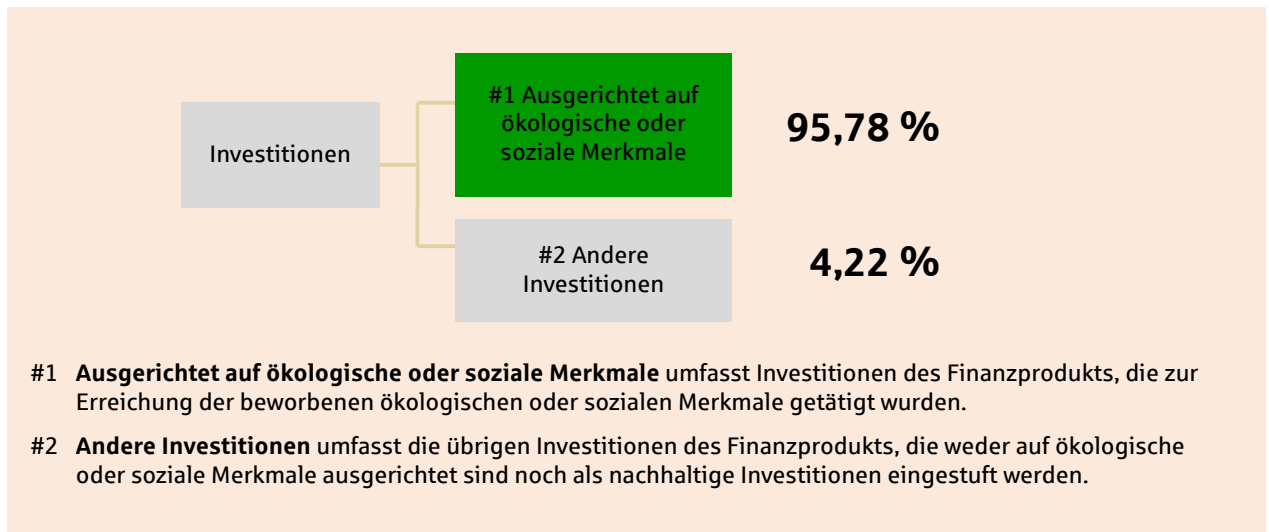 Investitionen
#1 Ausgerichtet auf
ökologische oder
soziale Merkmale
95,78 %
#2 Andere
Investitionen
4,22 %
#1 Ausgerichtet auf ökologische oder soziale Merkmale umfasst Investitionen des Finanzprodukts, die zur
Erreichung der beworbenen ökologischen oder sozialen Merkmale getätigt wurden.
#2 Andere Investitionen umfasst die übrigen Investitionen des Finanzprodukts, die weder auf ökologische
oder soziale Merkmale ausgerichtet sind noch als nachhaltige Investitionen eingestuft werden.